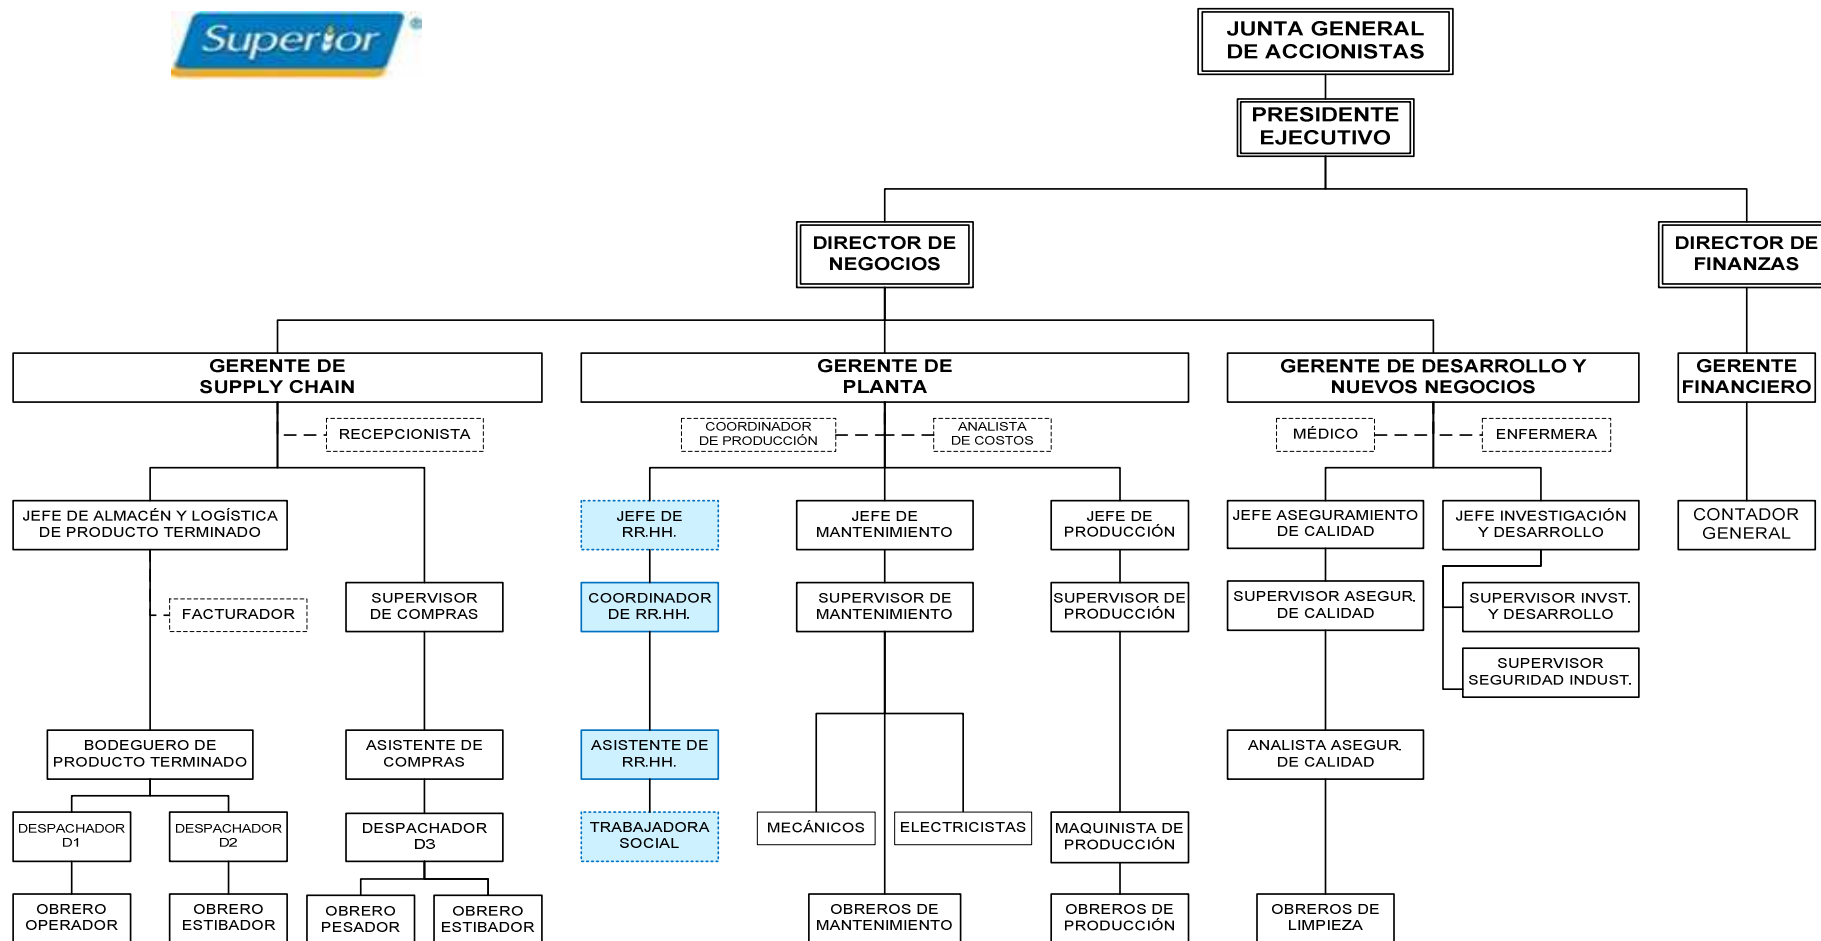 Superior
®
JUNTA GENERAL
DE ACCIONISTAS
PRESIDENTE
EJECUTIVO
DIRECTOR DE
NEGOCIOS
DIRECTOR DE
FINANZAS
GERENTE DE
SUPPLY CHAIN
GERENTE DE
PLANTA
GERENTE DE DESARROLLO Y
NUEVOS NEGOCIOS
GERENTE
FINANCIERO
RECEPCIONISTA
COORDINADOR
DE PRODUCCIÓN
ANALISTA
DE COSTOS
MÉDICO
ENFERMERA
JEFE DE ALMACÉN Y LOGÍSTICA
DE PRODUCTO TERMINADO
JEFE DE
RR.HH.
JEFE DE
MANTENIMIENTO
JEFE DE
PRODUCCIÓN
JEFE ASEGURAMIENTO
DE CALIDAD
JEFE INVESTIGACIÓN
Y DESARROLLO
CONTADOR
GENERAL
FACTURADOR
SUPERVISOR
DE COMPRAS
COORDINADOR
DE RR.HH.
SUPERVISOR DE
MANTENIMIENTO
SUPERVISOR DE
PRODUCCIÓN
SUPERVISOR ASEGUR.
DE CALIDAD
SUPERVISOR INVST.
Y DESARROLLO
SUPERVISOR
SEGURIDAD INDUST.
BODEGUERO DE
PRODUCTO TERMINADO
ASISTENTE DE
COMPRAS
ASISTENTE DE
RR.HH.
ANALISTA ASEGUR.
DE CALIDAD
DESPACHADOR
D1
DESPACHADOR
D2
DESPACHADOR
D3
TRABAJADORA
SOCIAL
MECÁNICOS
ELECTRICISTAS
MAQUINISTA DE
PRODUCCIÓN
OBRERO
OPERADOR
OBRERO
ESTIBADOR
OBRERO
PESADOR
OBRERO
ESTIBADOR
OBREROS DE
MANTENIMIENTO
OBREROS DE
PRODUCCIÓN
OBREROS DE
LIMPIEZA